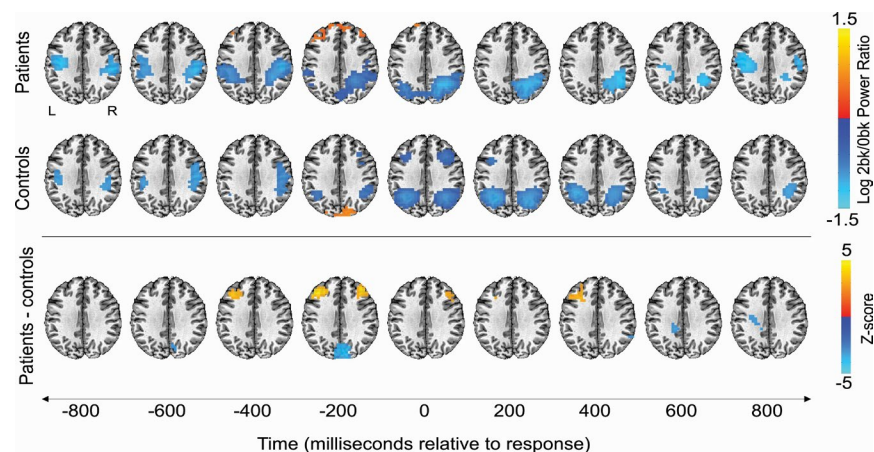 Patients
L
R
Controls
Patients - controls
1.5
Log 2bk/0bk Power Ratio
-1.5
5
Z-score
-5
-800
-600
-400
-200
0
200
400
600
800
Time (milliseconds relative to response)